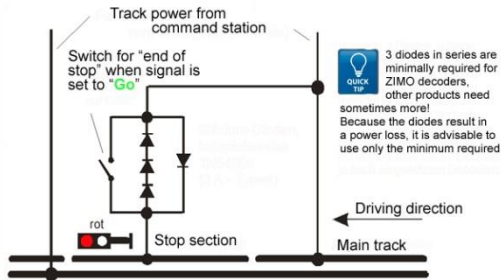 Track power from
command station
Switch for "end of
stop" when signal is
set to "Go"
QUICK
TIP
3 diodes in series are
minimally required for
ZIMO decoders,
other products need
sometimes more!
Because the diodes result in
a power loss, it is advisable to
use only the minimum required
Driving direction
rot
Stop section
Main track